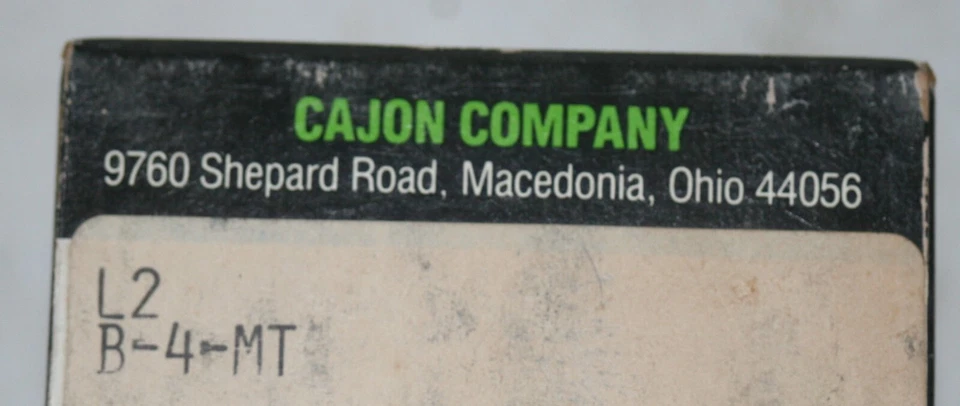 CAJON COMPANY
9760 Shepard Road, Macedonia, Ohio 44056
L2
B-4-MT